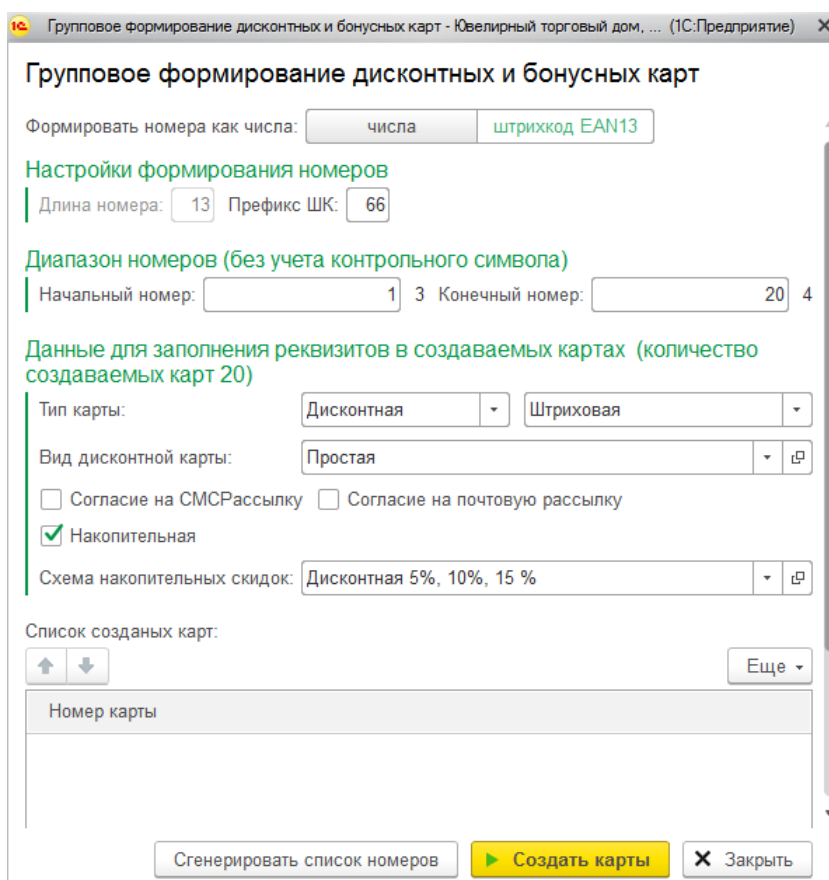 1С Групповое формирование дисконтных и бонусных карт - Ювелирный торговый дом, ... (1С:Предприятие)
Групповое формирование дисконтных и бонусных карт
Формировать номера как числа: числа штрихкод EAN13
Настройки формирования номеров
Длина номера: 13 Префикс ШК: 66
Диапазон номеров (без учета контрольного символа)
Начальный номер: 1 3 Конечный номер: 20 4
Данные для заполнения реквизитов в создаваемых картах (количество
создаваемых карт 20)
Тип карты: Дисконтная Штриховая
Вид дисконтной карты: Простая
Согласие на СМСРассылку Согласие на почтовую рассылку
Накопительная
Схема накопительных скидок: Дисконтная 5%, 10%, 15 %
Список созданых карт:
Еще
Номер карты
Сгенерировать список номеров Создать карты Закрыть